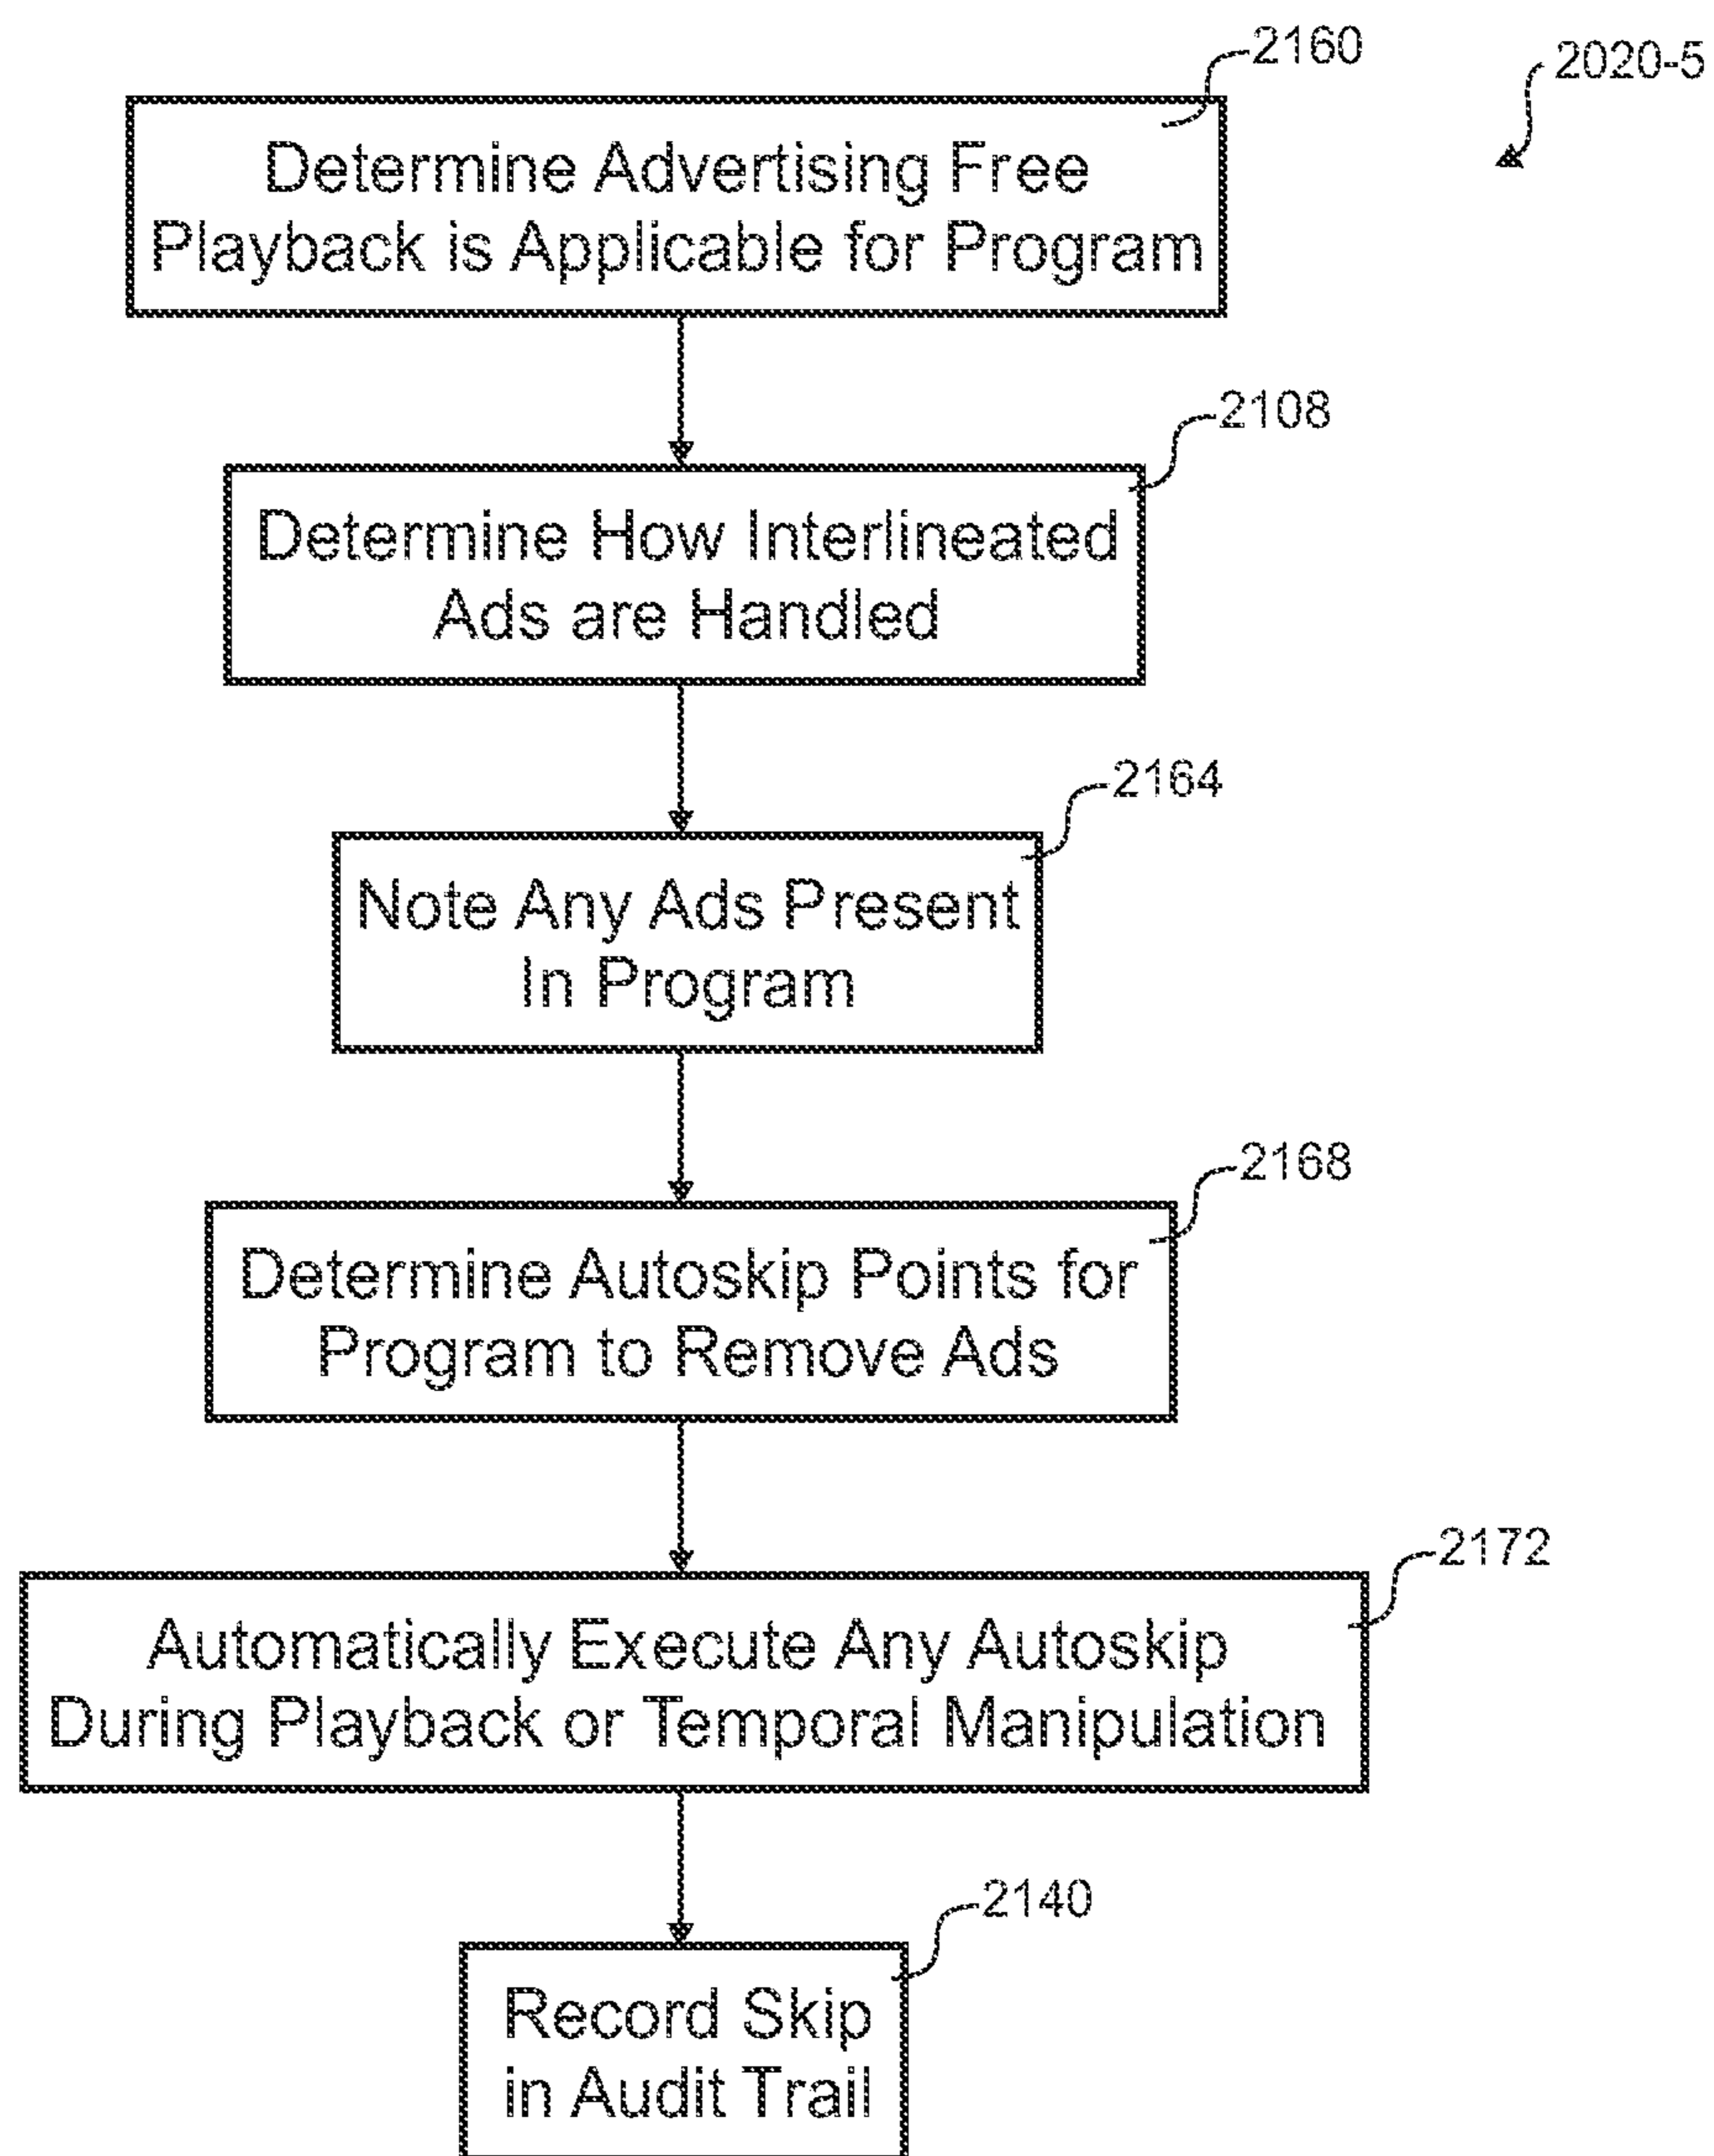 2160
2020-5
Determine Advertising Free
Playback is Applicable for Program
2108
Determine How Interlineated
Ads are Handled
2164
Note Any Ads Present
In Program
2168
Determine Autoskip Points for
Program to Remove Ads
2172
Automatically Execute Any Autoskip
During Playback or Temporal Manipulation
2140
Record Skip
in Audit Trail